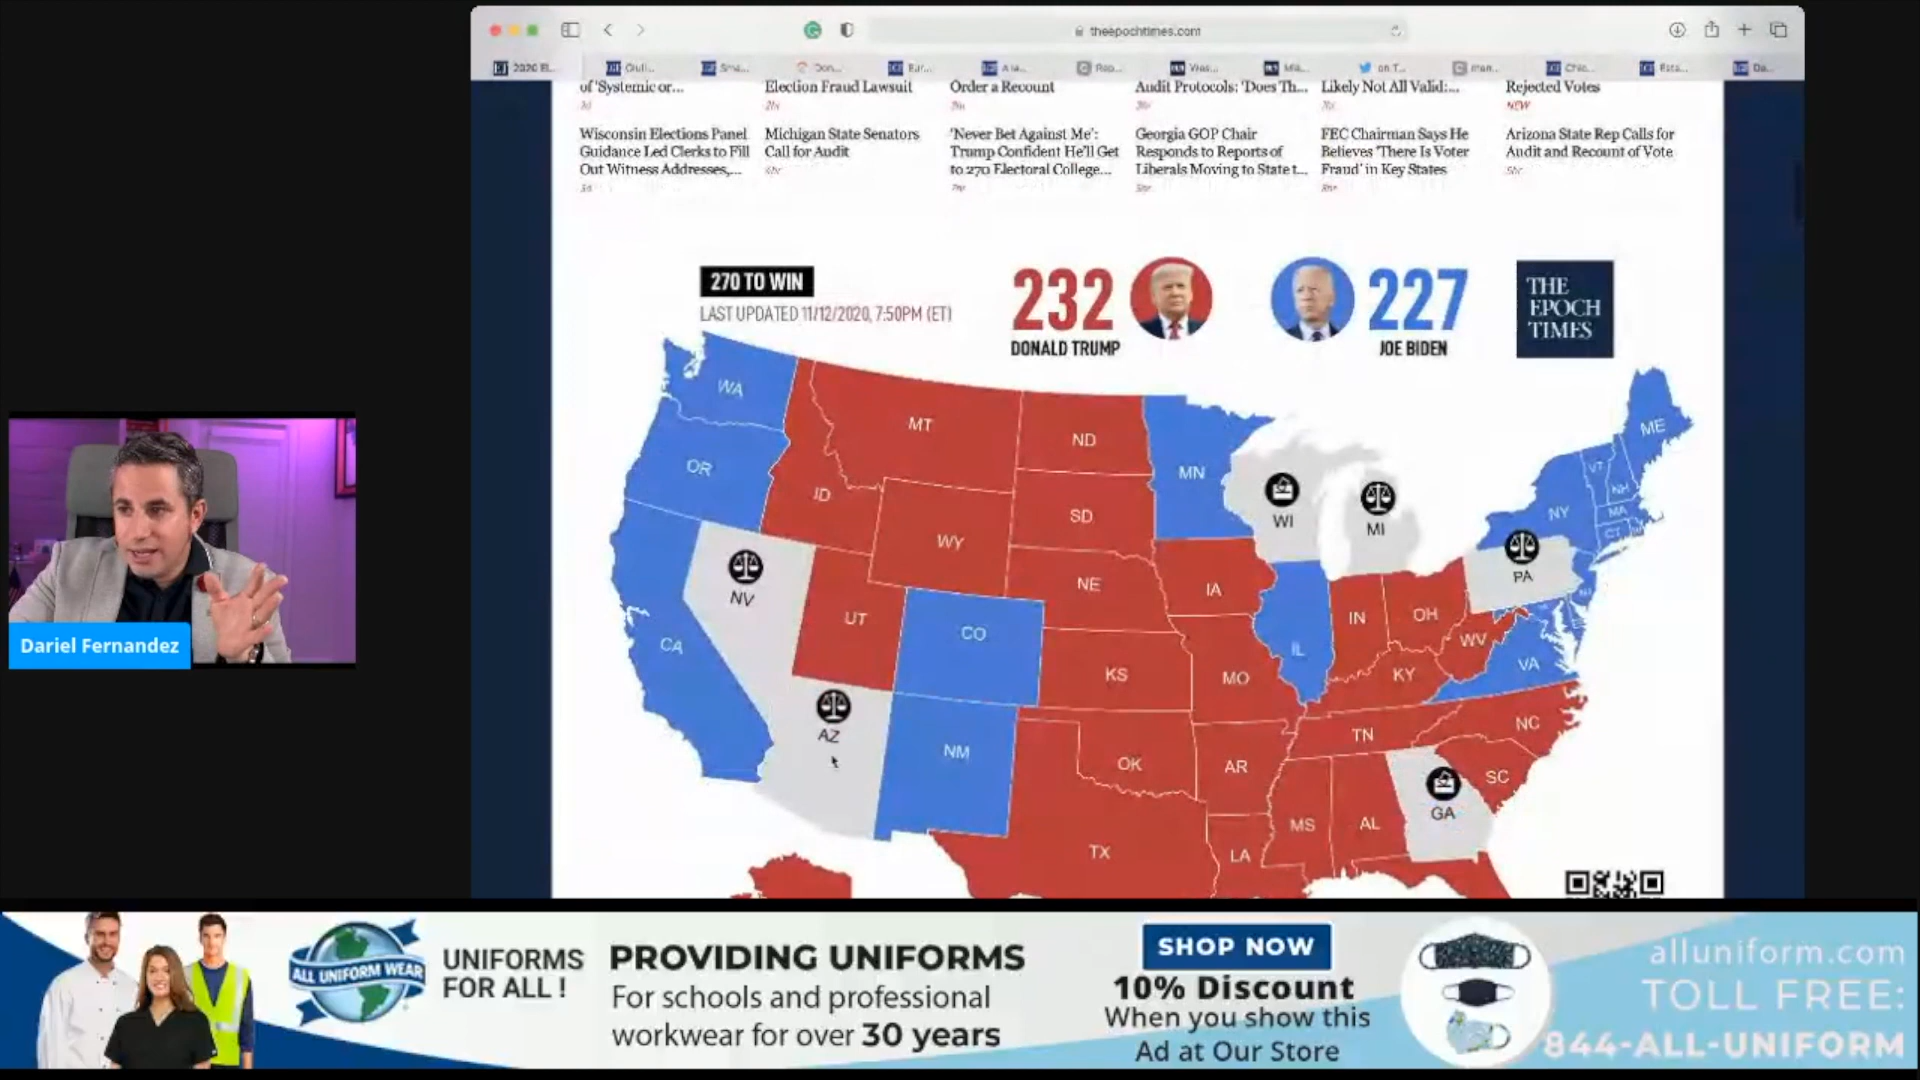 theepochtimes.com
2020 El...
Giuli...
Sma...
Don...
Eur...
on T...
Chic...
of 'Systemic or...
Election Fraud Lawsuit
Order a Recount
Audit Protocols: 'Does Th...
Likely Not All Valid:...
Rejected Votes
NEW
Wisconsin Elections Panel
Guidance Led Clerks to Fill
Out Witness Addresses,...
Michigan State Senators
Call for Audit
'Never Bet Against Me':
Trump Confident He'll Get
to 270 Electoral College...
Georgia GOP Chair
Responds to Reports of
Liberals Moving to State t...
FEC Chairman Says He
Believes 'There Is Voter
Fraud' in Key States
Arizona State Rep Calls for
Audit and Recount of Vote
270 TO WIN
LAST UPDATED 11/12/2020, 7:50PM (ET)
232
DONALD TRUMP
227
JOE BIDEN
THE
EPOCH
TIMES
WA
MT
ND
MN
ME
OR
ID
SD
WI
MI
VT
NH
NY
MA
CT
WY
NV
NE
IA
PA
UT
CO
IL
IN
OH
WV
VA
CA
KS
MO
KY
AZ
NM
OK
AR
TN
NC
SC
MS
AL
GA
TX
LA
Dariel Fernandez
ALL UNIFORM WEAR
UNIFORMS
FOR ALL !
PROVIDING UNIFORMS
For schools and professional
workwear for over 30 years
SHOP NOW
10% Discount
When you show this
Ad at Our Store
alluniform.com
TOLL FREE:
844-ALL-UNIFORM